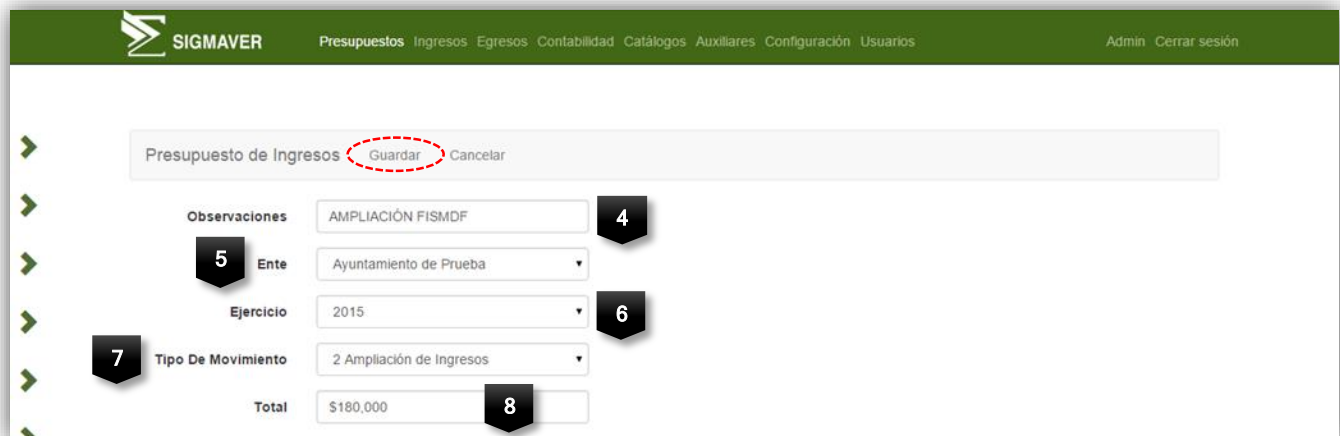 SIGMAVER Presupuestos Ingresos Egresos Contabilidad Catálogos Auxiliares Configuración Usuarios Admin Cerrar sesión
Presupuesto de Ingresos Guardar Cancelar
Observaciones AMPLIACIÓN FISMDF 4
5 Ente Ayuntamiento de Prueba
Ejercicio 2015 6
7 Tipo De Movimiento 2 Ampliación de Ingresos
Total $180,000 8